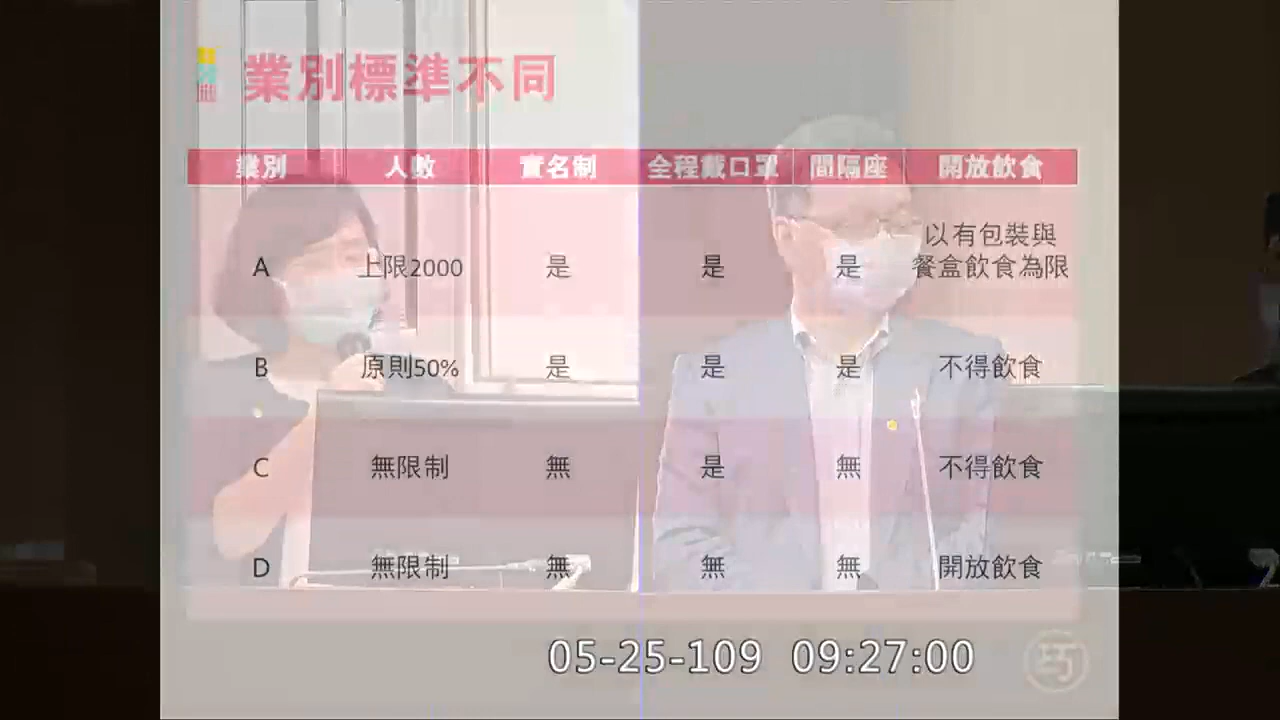 業別標準不同
業別 人數 實名制 全程戴口罩 間隔座 開放飲食
A 上限2000 是 是 是 以有包裝與
餐盒飲食為限
B 原則50% 是 是 是 不得飲食
C 無限制 無 是 無 不得飲食
D 無限制 無 無 無 開放飲食
05-25-109 09:27:00
巧